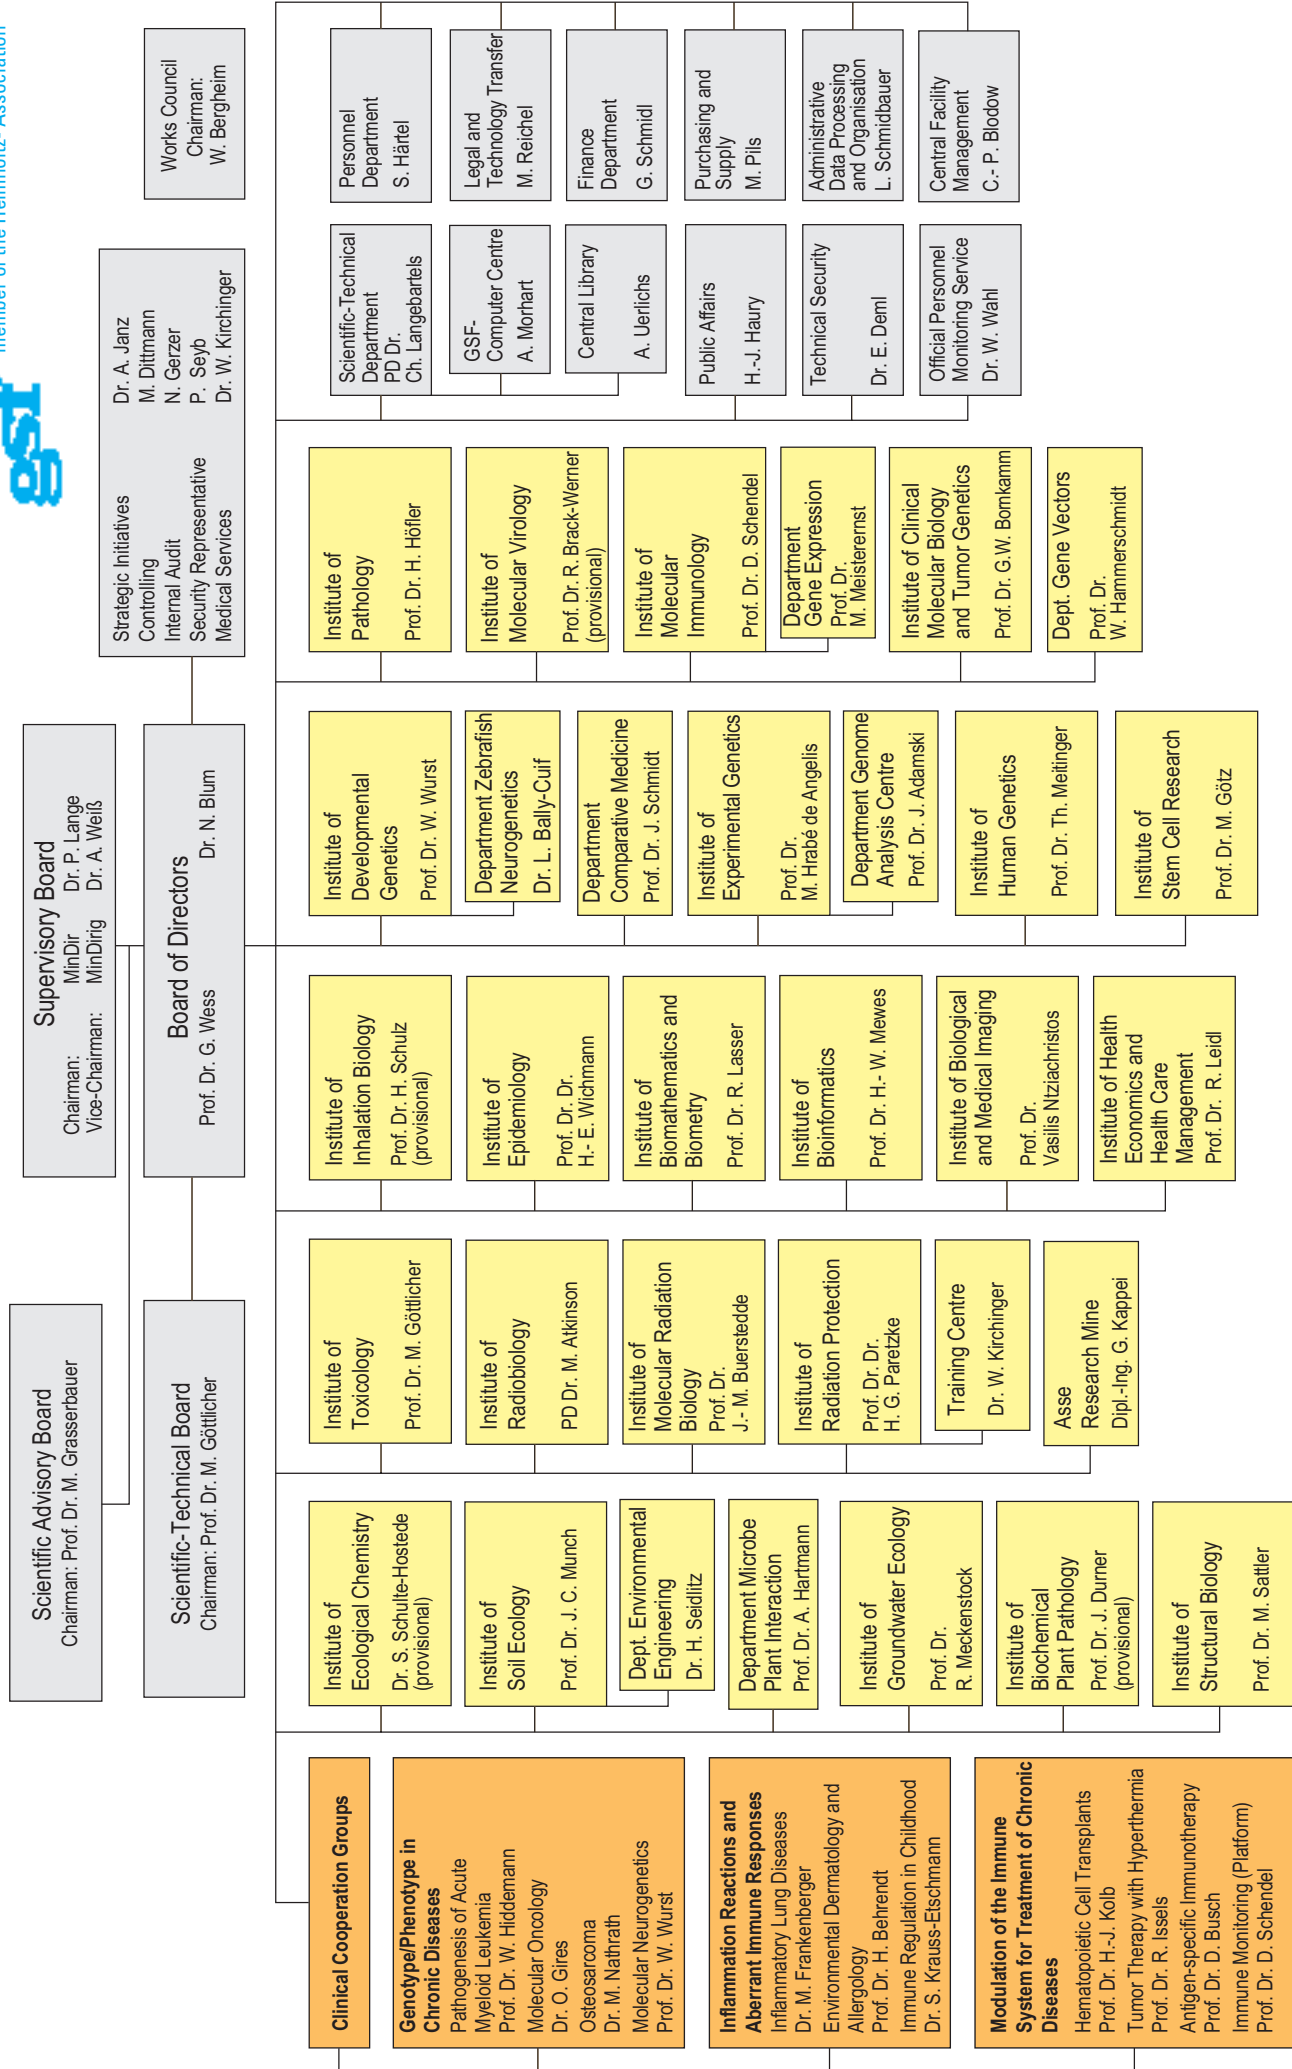 gsf
Scientific Advisory Board
Chairman: Prof. Dr. M. Grasserbauer
Supervisory Board
Chairman: MinDir Dr. P. Lange
Vice-Chairman: MinDirig Dr. A. Weiß
Scientific-Technical Board
Chairman: Prof. Dr. M. Göttlicher
Board of Directors
Prof. Dr. G. Wess Dr. N. Blum
Strategic Initiatives Dr. A. Janz
Controlling M. Dittmann
Internal Audit N. Gerzer
Security Representative P. Seyb
Medical Services Dr. W. Kirchinger
Works Council
Chairman:
W. Bergheim
Clinical Cooperation Groups
Genotype/Phenotype in
Chronic Diseases
Pathogenesis of Acute
Myeloid Leukemia
Prof. Dr. W. Hiddemann
Molecular Oncology
Dr. O. Gires
Osteosarcoma
Dr. M. Nathrath
Molecular Neurogenetics
Prof. Dr. W. Wurst
Inflammation Reactions and
Aberrant Immune Responses
Inflammatory Lung Diseases
Dr. M. Frankenberger
Environmental Dermatology and
Allergology
Prof. Dr. H. Behrendt
Immune Regulation in Childhood
Dr. S. Krauss-Etschmann
Modulation of the Immune
System for Treatment of Chronic
Diseases
Hematopoietic Cell Transplants
Prof. Dr. H.-J. Kolb
Tumor Therapy with Hyperthermia
Prof. Dr. R. Issels
Antigen-specific Immunotherapy
Prof. Dr. D. Busch
Immune Monitoring (Platform)
Prof. Dr. D. Schendel
Institute of
Ecological Chemistry
Dr. S. Schulte-Hostede
(provisional)
Institute of
Soil Ecology
Prof. Dr. J. C. Munch
Dept. Environmental
Engineering
Dr. H. Seidlitz
Department Microbe
Plant Interaction
Prof. Dr. A. Hartmann
Institute of
Groundwater Ecology
Prof. Dr.
R. Meckenstock
Institute of
Biochemical
Plant Pathology
Prof. Dr. J. Durner
(provisional)
Institute of
Structural Biology
Prof. Dr. M. Sattler
Institute of
Toxicology
Prof. Dr. M. Göttlicher
Institute of
Radiobiology
PD Dr. M. Atkinson
Institute of
Molecular Radiation
Biology
Prof. Dr.
J.- M. Buerstedde
Institute of
Radiation Protection
Prof. Dr. Dr.
H. G. Paretzke
Training Centre
Dr. W. Kirchinger
Asse
Research Mine
Dipl.-Ing. G. Kappei
Institute of
Inhalation Biology
Prof. Dr. H. Schulz
(provisional)
Institute of
Epidemiology
Prof. Dr. Dr.
H.- E. Wichmann
Institute of
Biomathematics and
Biometry
Prof. Dr. R. Lasser
Institute of
Bioinformatics
Prof. Dr. H.- W. Mewes
Institute of Biological
and Medical Imaging
Prof. Dr.
Vasilis Ntziachristos
Institute of Health
Economics and
Health Care
Management
Prof. Dr. R. Leidl
Institute of
Developmental
Genetics
Prof. Dr. W. Wurst
Department Zebrafish
Neurogenetics
Dr. L. Bally-Cuif
Department
Comparative Medicine
Prof. Dr. J. Schmidt
Institute of
Experimental Genetics
Prof. Dr.
M. Hrabé de Angelis
Department Genome
Analysis Centre
Prof. Dr. J. Adamski
Institute of
Human Genetics
Prof. Dr. Th. Meitinger
Institute of
Stem Cell Research
Prof. Dr. M. Götz
Institute of
Pathology
Prof. Dr. H. Höfler
Institute of
Molecular Virology
Prof. Dr. R. Brack-Werner
(provisional)
Institute of
Molecular
Immunology
Prof. Dr. D. Schendel
Department
Gene Expression
Prof. Dr.
M. Meisterernst
Institute of Clinical
Molecular Biology
and Tumor Genetics
Prof. Dr. G.W. Bornkamm
Dept. Gene Vectors
Prof. Dr.
W. Hammerschmidt
Scientific-Technical
Department
PD Dr.
Ch. Langebartels
GSF-
Computer Centre
A. Morhart
Central Library
A. Uerlichs
Public Affairs
H.-J. Haury
Technical Security
Dr. E. Deml
Official Personnel
Monitoring Service
Dr. W. Wahl
Personnel
Department
S. Härtel
Legal and
Technology Transfer
M. Reichel
Finance
Department
G. Schmidl
Purchasing and
Supply
M. Pils
Administrative
Data Processing
and Organisation
L. Schmidbauer
Central Facility
Management
C.- P. Blodow